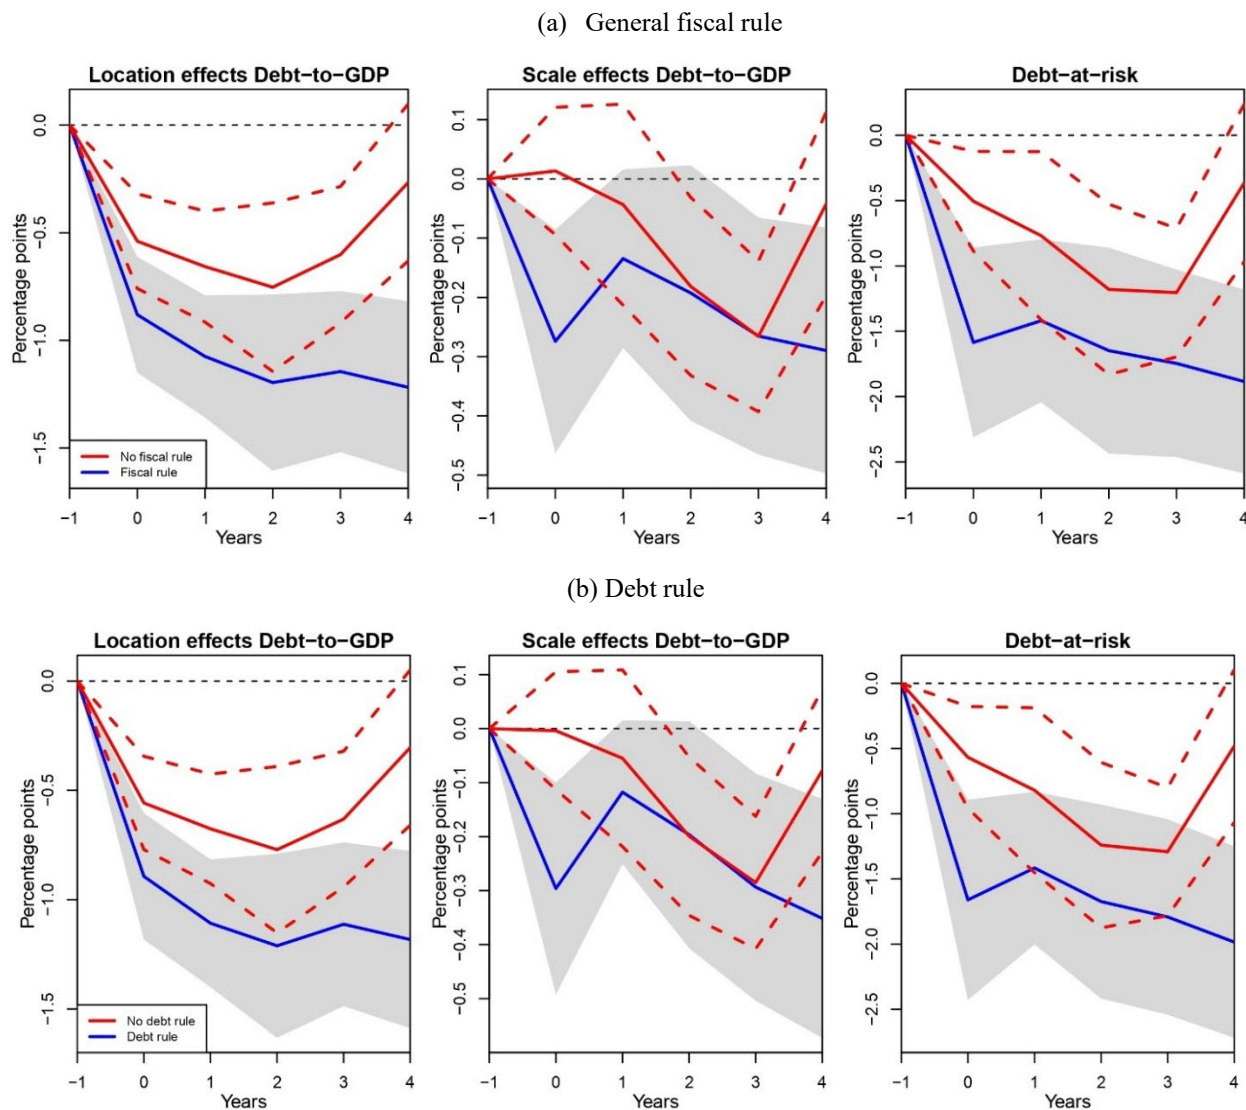 (a) General fiscal rule
Location effects Debt−to−GDP
Percentage points
0.0
−0.5
−1.0
−1.5
No fiscal rule
Fiscal rule
−1 0 1 2 3 4
Years
Scale effects Debt−to−GDP
Percentage points
0.1
0.0
−0.1
−0.2
−0.3
−0.4
−0.5
−1 0 1 2 3 4
Years
Debt−at−risk
Percentage points
0.0
−0.5
−1.0
−1.5
−2.0
−2.5
−1 0 1 2 3 4
Years
(b) Debt rule
Location effects Debt−to−GDP
Percentage points
0.0
−0.5
−1.0
−1.5
No debt rule
Debt rule
−1 0 1 2 3 4
Years
Scale effects Debt−to−GDP
Percentage points
0.1
0.0
−0.1
−0.2
−0.3
−0.4
−0.5
−1 0 1 2 3 4
Years
Debt−at−risk
Percentage points
0.0
−0.5
−1.0
−1.5
−2.0
−2.5
−1 0 1 2 3 4
Years